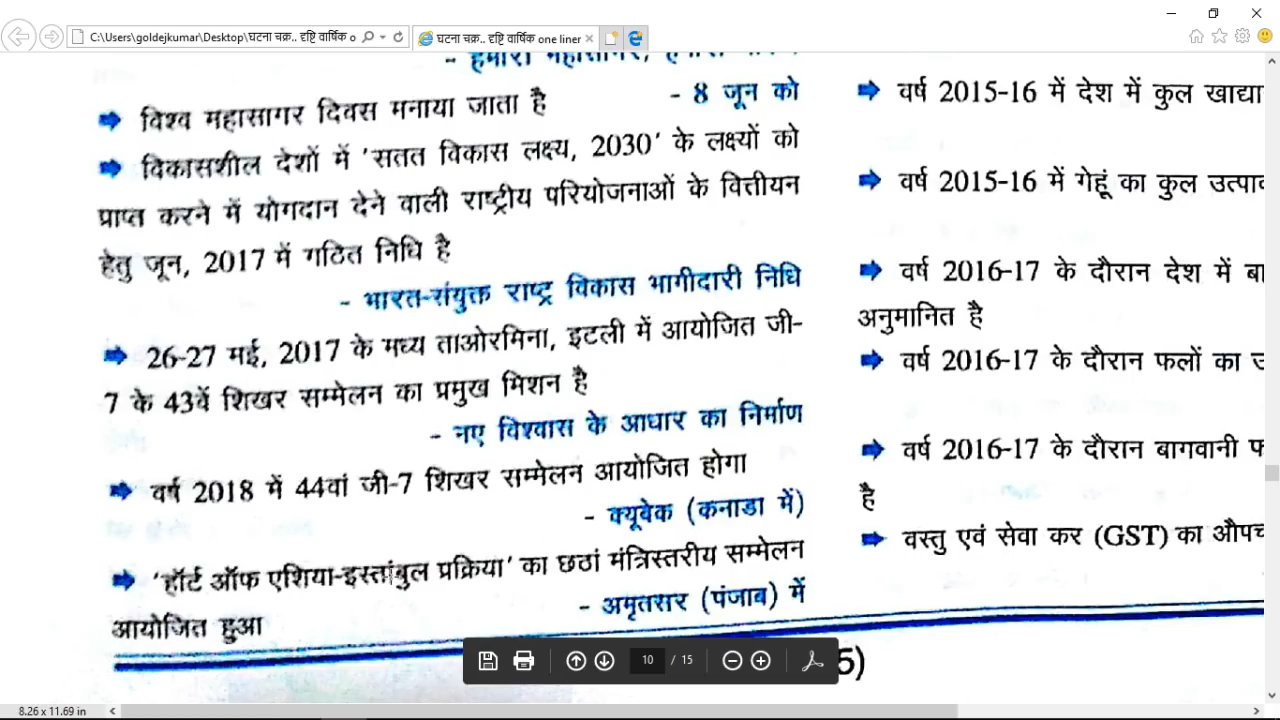 C:\Users\goldejkumar\Desktop\घटना चक्र.. दृष्टि वार्षिक o
घटना चक्र.. दृष्टि वार्षिक one liner
- हमारा महासागर,
विश्व महासागर दिवस मनाया जाता है - 8 जून को
विकासशील देशों में 'सतत विकास लक्ष्य, 2030' के लक्ष्यों को
प्राप्त करने में योगदान देने वाली राष्ट्रीय परियोजनाओं के वित्तीयन
हेतु जून, 2017 में गठित निधि है
- भारत-संयुक्त राष्ट्र विकास भागीदारी निधि
26-27 मई, 2017 के मध्य ताओरमिना, इटली में आयोजित जी-
7 के 43वें शिखर सम्मेलन का प्रमुख मिशन है
- नए विश्वास के आधार का निर्माण
वर्ष 2018 में 44वां जी-7 शिखर सम्मेलन आयोजित होगा
- क्यूबेक (कनाडा में)
'हॉर्ट ऑफ एशिया-इस्तांबुल प्रक्रिया' का छठां मंत्रिस्तरीय सम्मेलन
आयोजित हुआ - अमृतसर (पंजाब) में
वर्ष 2015-16 में देश में कुल खाद्या
वर्ष 2015-16 में गेहूं का कुल उत्पाद
वर्ष 2016-17 के दौरान देश में बा
अनुमानित है
वर्ष 2016-17 के दौरान फलों का उ
वर्ष 2016-17 के दौरान बागवानी फ
है
वस्तु एवं सेवा कर (GST) का औपच
5)
10 / 15
8.26 x 11.69 in